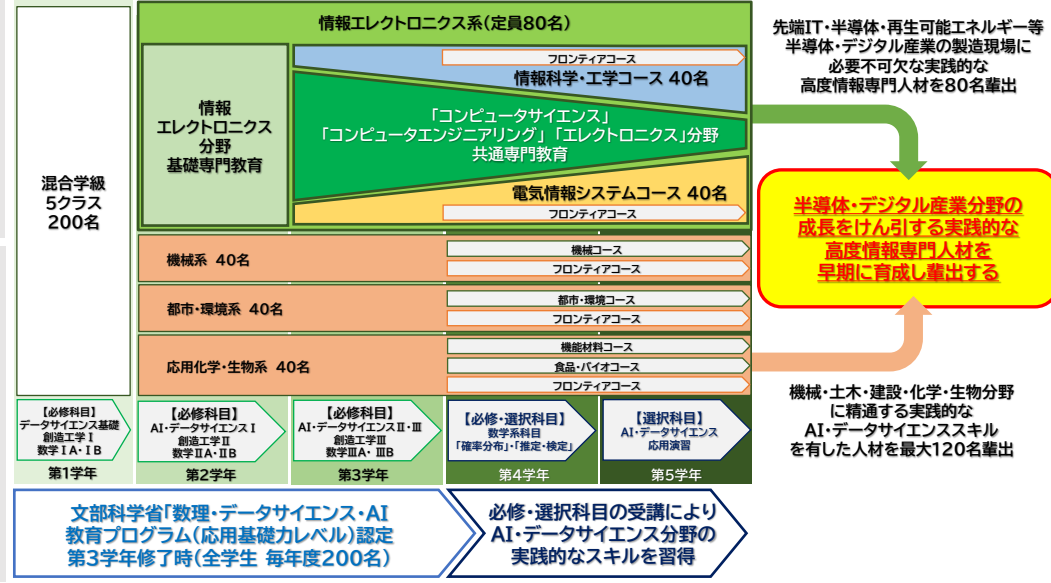 情報エレクトロニクス系(定員80名)
混合学級
5クラス
200名
情報
エレクトロニクス
分野
基礎専門教育
フロンティアコース
情報科学・工学コース 40名
「コンピュータサイエンス」
「コンピュータエンジニアリング」「エレクトロニクス」分野
共通専門教育
電気情報システムコース 40名
フロンティアコース
機械系 40名
機械コース
フロンティアコース
都市・環境系 40名
都市・環境コース
フロンティアコース
応用化学・生物系 40名
機能材料コース
食品・バイオコース
フロンティアコース
先端IT・半導体・再生可能エネルギー等
半導体・デジタル産業の製造現場に
必要不可欠な実践的な
高度情報専門人材を80名輩出
半導体・デジタル産業分野の
成長をけん引する実践的な
高度情報専門人材を
早期に育成し輩出する
機械・土木・建設・化学・生物分野
に精通する実践的な
AI・データサイエンススキル
を有した人材を最大120名輩出
【必修科目】
データサイエンス基礎
創造工学Ⅰ
数学ⅠA・ⅠB
第1学年
【必修科目】
AI・データサイエンスⅠ
創造工学Ⅱ
数学ⅡA・ⅡB
第2学年
【必修科目】
AI・データサイエンスⅡ・Ⅲ
創造工学Ⅲ
数学ⅢA・ⅢB
第3学年
【必修・選択科目】
数学系科目
「確率分布」・「推定・検定」
第4学年
【選択科目】
AI・データサイエンス
応用演習
第5学年
文部科学省「数理・データサイエンス・AI
教育プログラム(応用基礎力レベル)認定
第3学年修了時(全学生 毎年度200名)
必修・選択科目の受講により
AI・データサイエンス分野の
実践的なスキルを習得